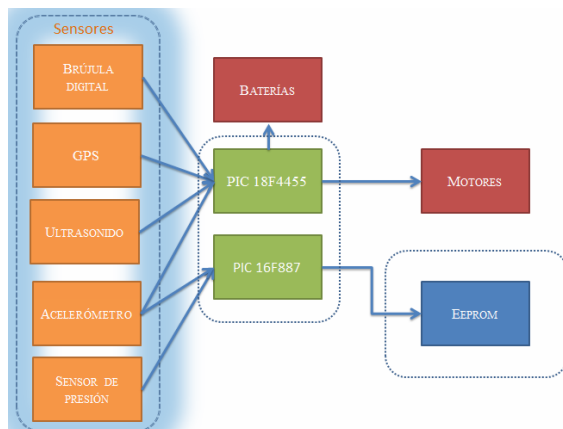 Sensores
BRÚJULA
DIGITAL
GPS
ULTRASONIDO
ACELERÓMETRO
SENSOR DE
PRESIÓN
BATERÍAS
PIC 18F4455
PIC 16F887
MOTORES
EEPROM